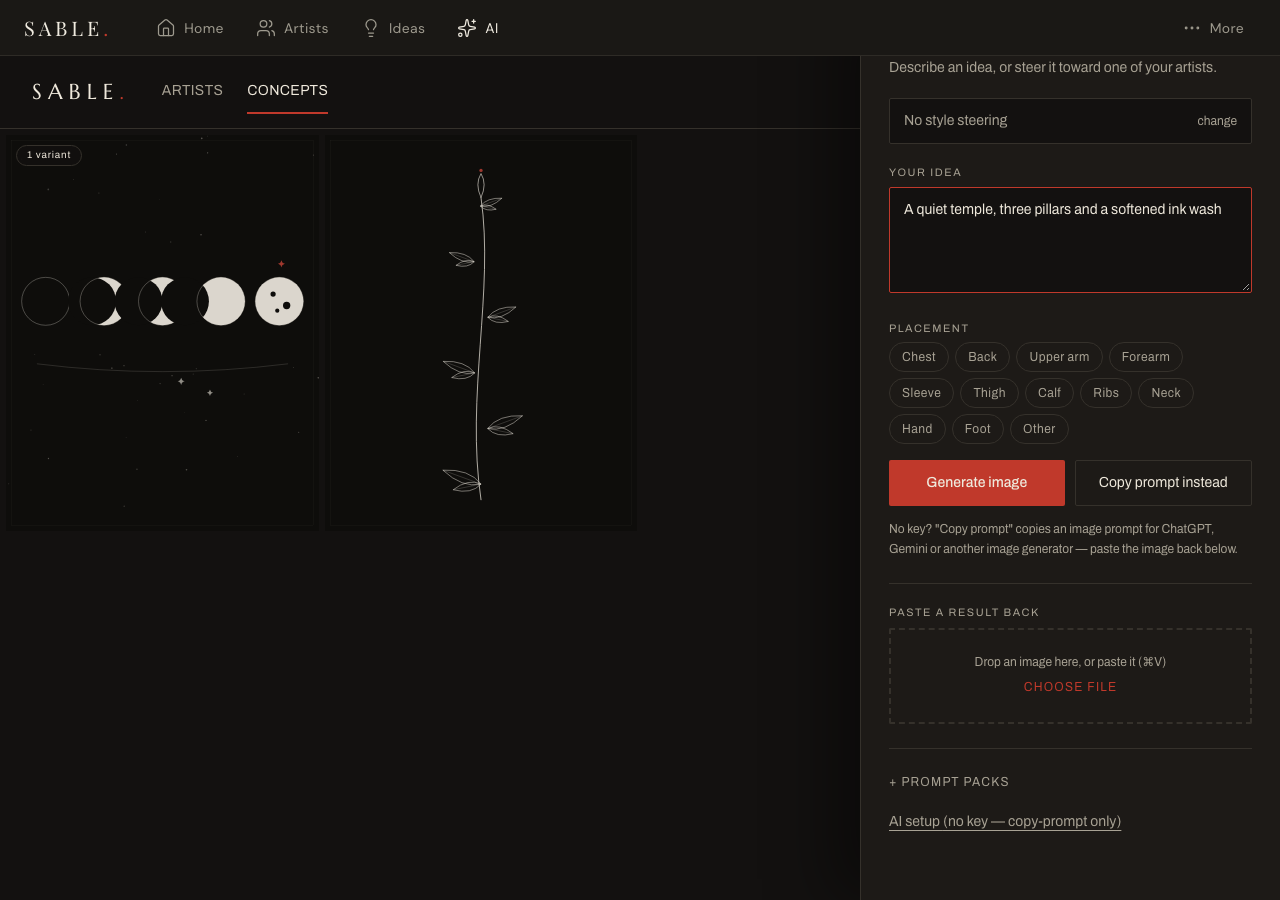 SABLE.
Home
Artists
Ideas
AI
More
SABLE.
ARTISTS
CONCEPTS
1 variant
Describe an idea, or steer it toward one of your artists.
No style steering
change
YOUR IDEA
A quiet temple, three pillars and a softened ink wash
PLACEMENT
Chest
Back
Upper arm
Forearm
Sleeve
Thigh
Calf
Ribs
Neck
Hand
Foot
Other
Generate image
Copy prompt instead
No key? "Copy prompt" copies an image prompt for ChatGPT,
Gemini or another image generator — paste the image back below.
PASTE A RESULT BACK
Drop an image here, or paste it (⌘V)
CHOOSE FILE
+ PROMPT PACKS
AI setup (no key — copy-prompt only)